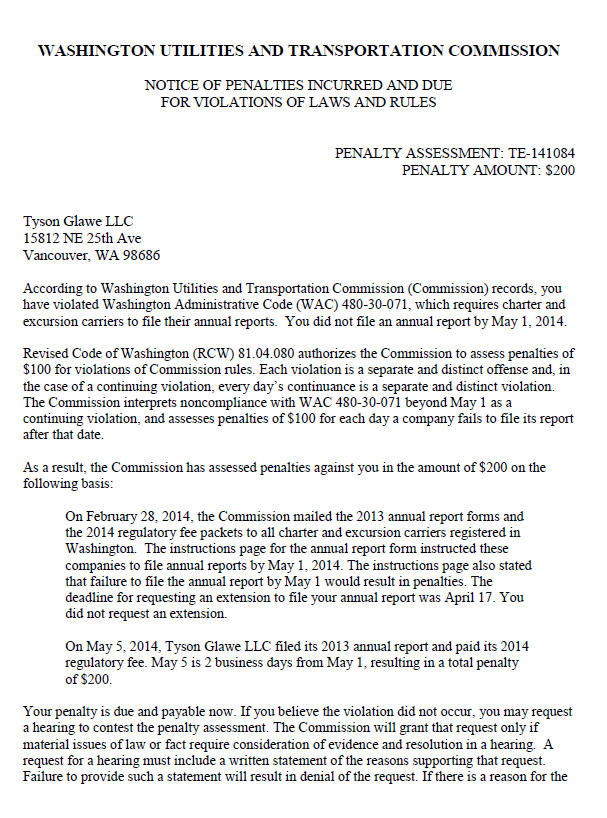 WASHINGTON UTILITIES AND TRANSPORTATION COMMISSION
NOTICE OF PENALTIES INCURRED AND DUE
FOR VIOLATIONS OF LAWS AND RULES
PENALTY ASSESSMENT: TE-141084
PENALTY AMOUNT: $200
Tyson Glawe LLC
15812 NE 25th Ave
Vancouver, WA 98686
According to Washington Utilities and Transportation Commission (Commission) records, you
have violated Washington Administrative Code (WAC) 480-30-071, which requires charter and
excursion carriers to file their annual reports.  You did not file an annual report by May 1, 2014.
Revised Code of Washington (RCW) 81.04.080 authorizes the Commission to assess penalties of
$100 for violations of Commission rules. Each violation is a separate and distinct offense and, in
the case of a continuing violation, every day's continuance is a separate and distinct violation.
The Commission interprets noncompliance with WAC 480-30-071 beyond May 1 as a
continuing violation, and assesses penalties of $100 for each day a company fails to file its report
after that date.
As a result, the Commission has assessed penalties against you in the amount of $200 on the
following basis:
On February 28, 2014, the Commission mailed the 2013 annual report forms and
the 2014 regulatory fee packets to all charter and excursion carriers registered in
Washington.  The instructions page for the annual report form instructed these
companies to file annual reports by May 1, 2014. The instructions page also stated
that failure to file the annual report by May 1 would result in penalties. The
deadline for requesting an extension to file your annual report was April 17. You
did not request an extension.
On May 5, 2014, Tyson Glawe LLC filed its 2013 annual report and paid its 2014
regulatory fee. May 5 is 2 business days from May 1, resulting in a total penalty
of $200.
Your penalty is due and payable now. If you believe the violation did not occur, you may request
a hearing to contest the penalty assessment. The Commission will grant that request only if
material issues of law or fact require consideration of evidence and resolution in a hearing.  A
request for a hearing must include a written statement of the reasons supporting that request.
Failure to provide such a statement will result in denial of the request. If there is a reason for the